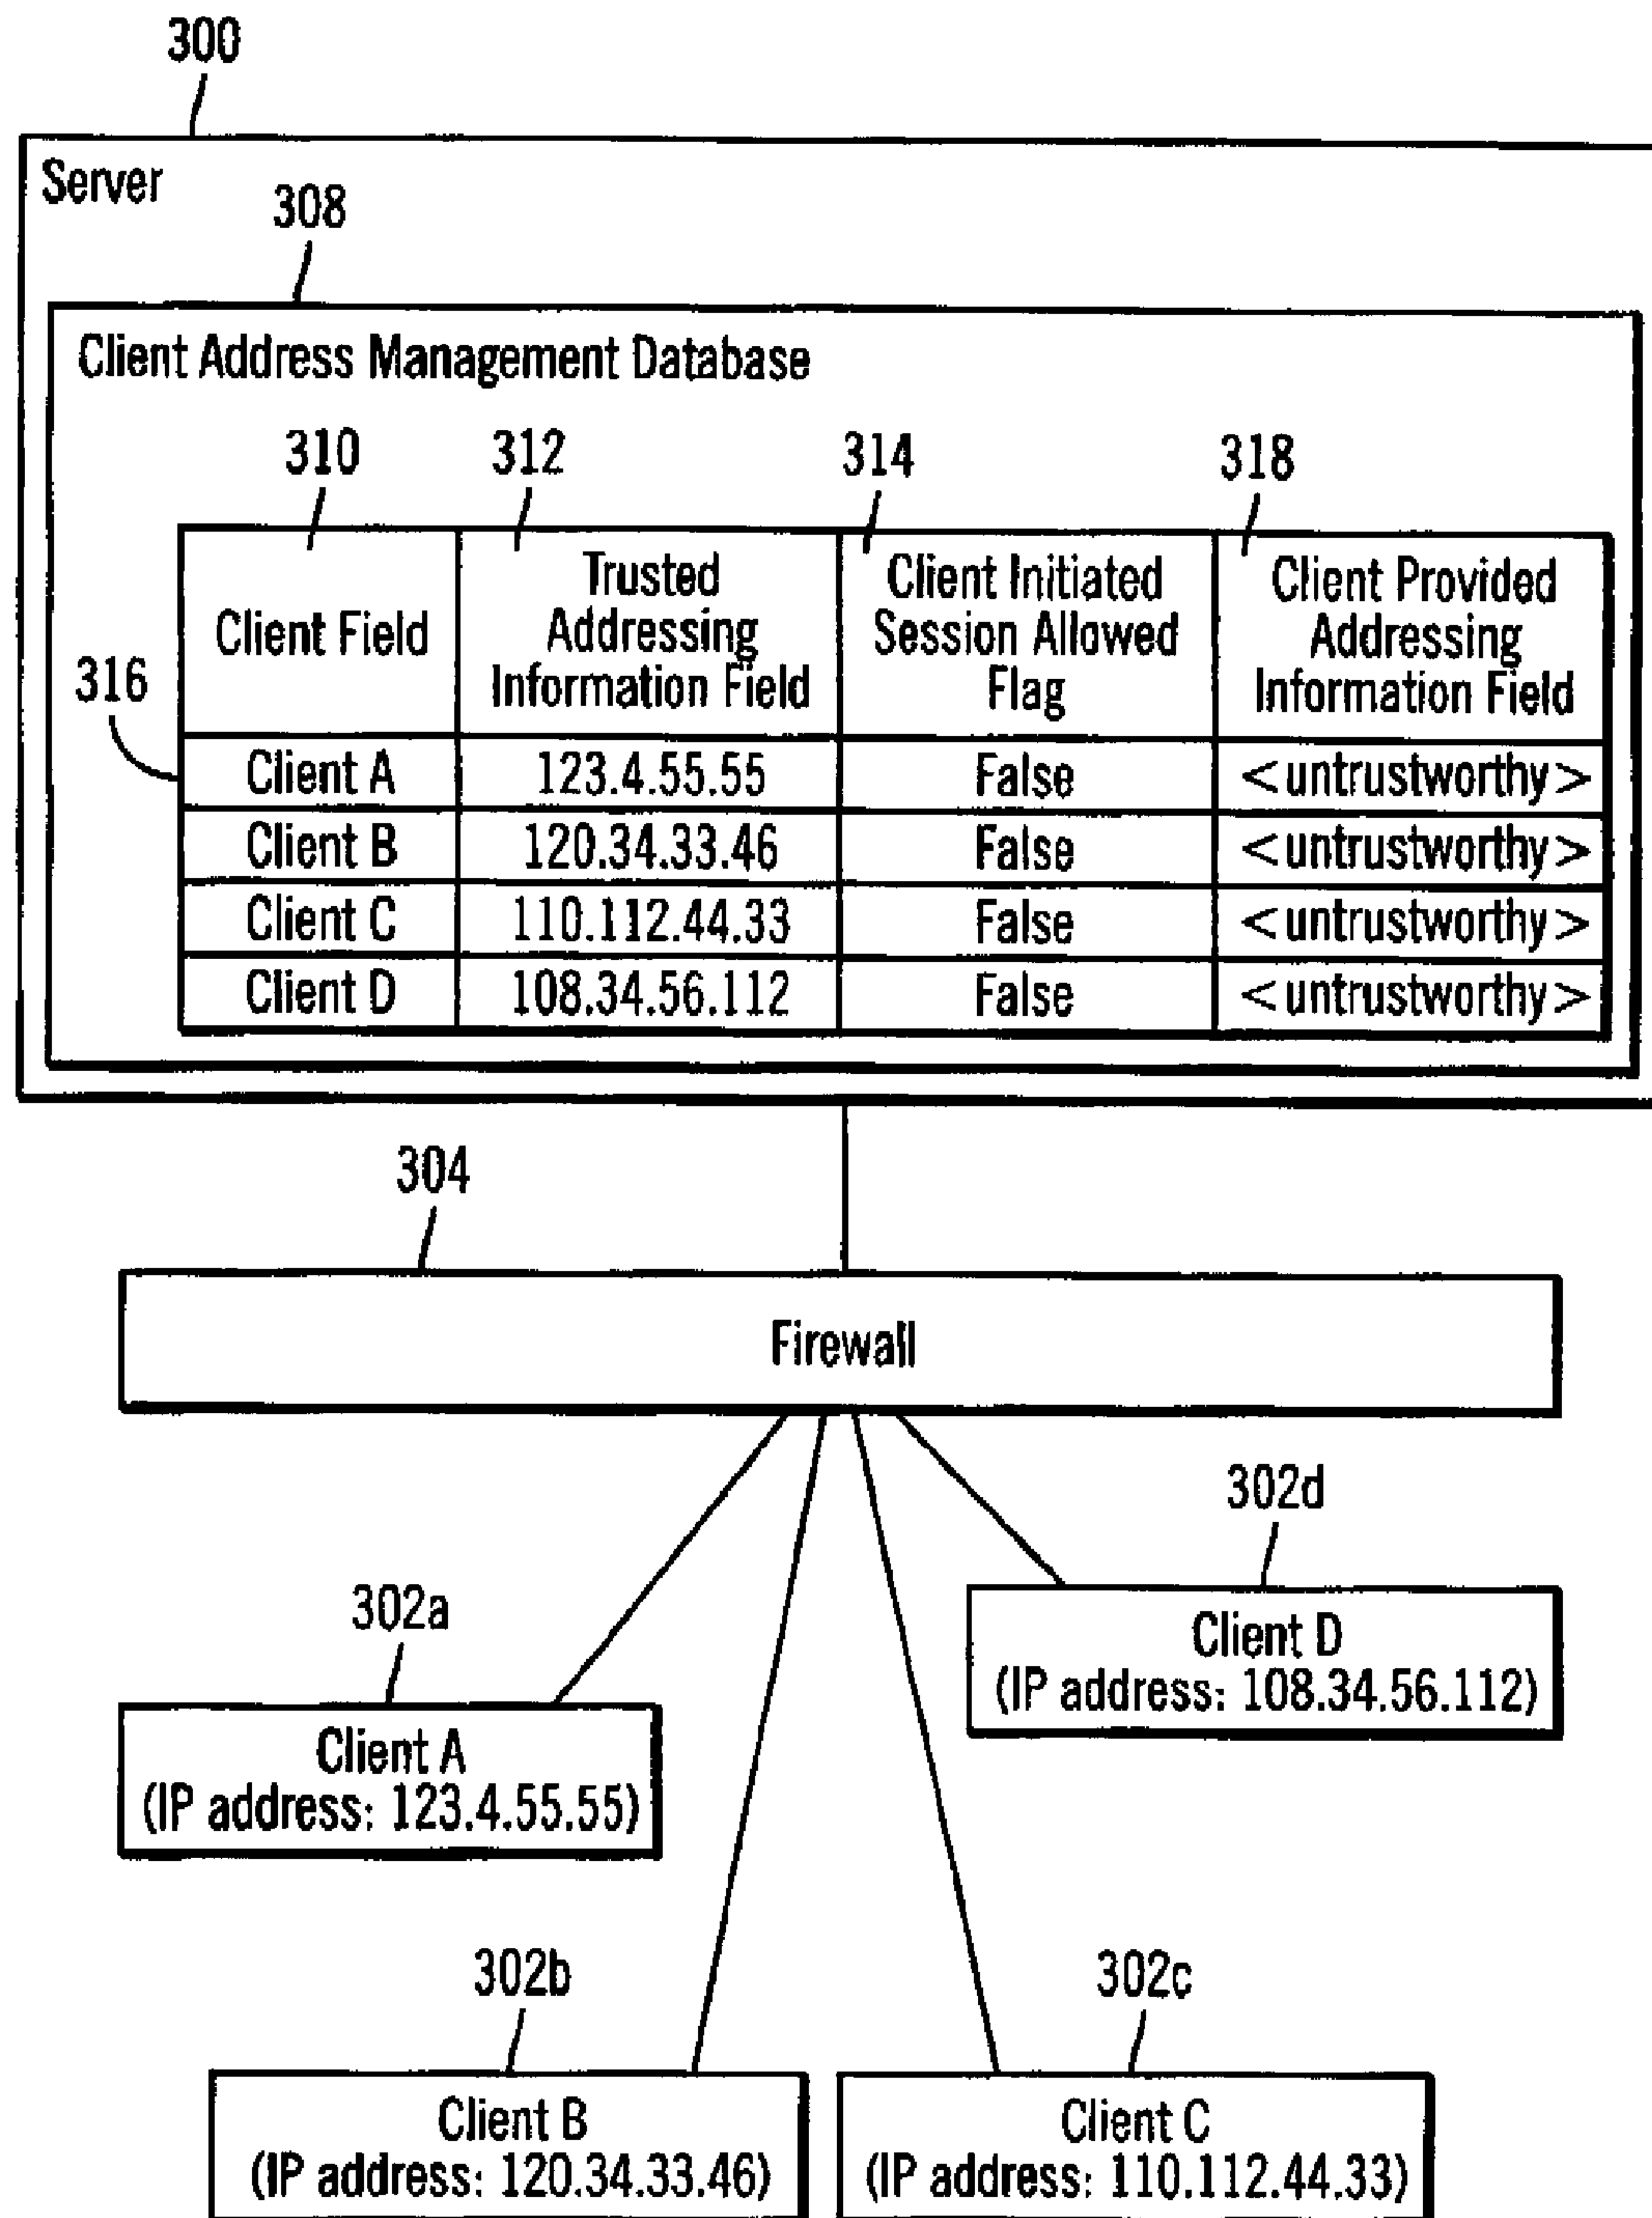 300
Server
308
Client Address Management Database
310 312 314 318
Client Field
Trusted
Addressing
Information Field
Client Initiated
Session Allowed
Flag
Client Provided
Addressing
Information Field
316
Client A 123.4.55.55 False <untrustworthy>
Client B 120.34.33.46 False <untrustworthy>
Client C 110.112.44.33 False <untrustworthy>
Client D 108.34.56.112 False <untrustworthy>
304
Firewall
302d
Client D
(IP address: 108.34.56.112)
302a
Client A
(IP address: 123.4.55.55)
302b
Client B
(IP address: 120.34.33.46)
302c
Client C
(IP address: 110.112.44.33)